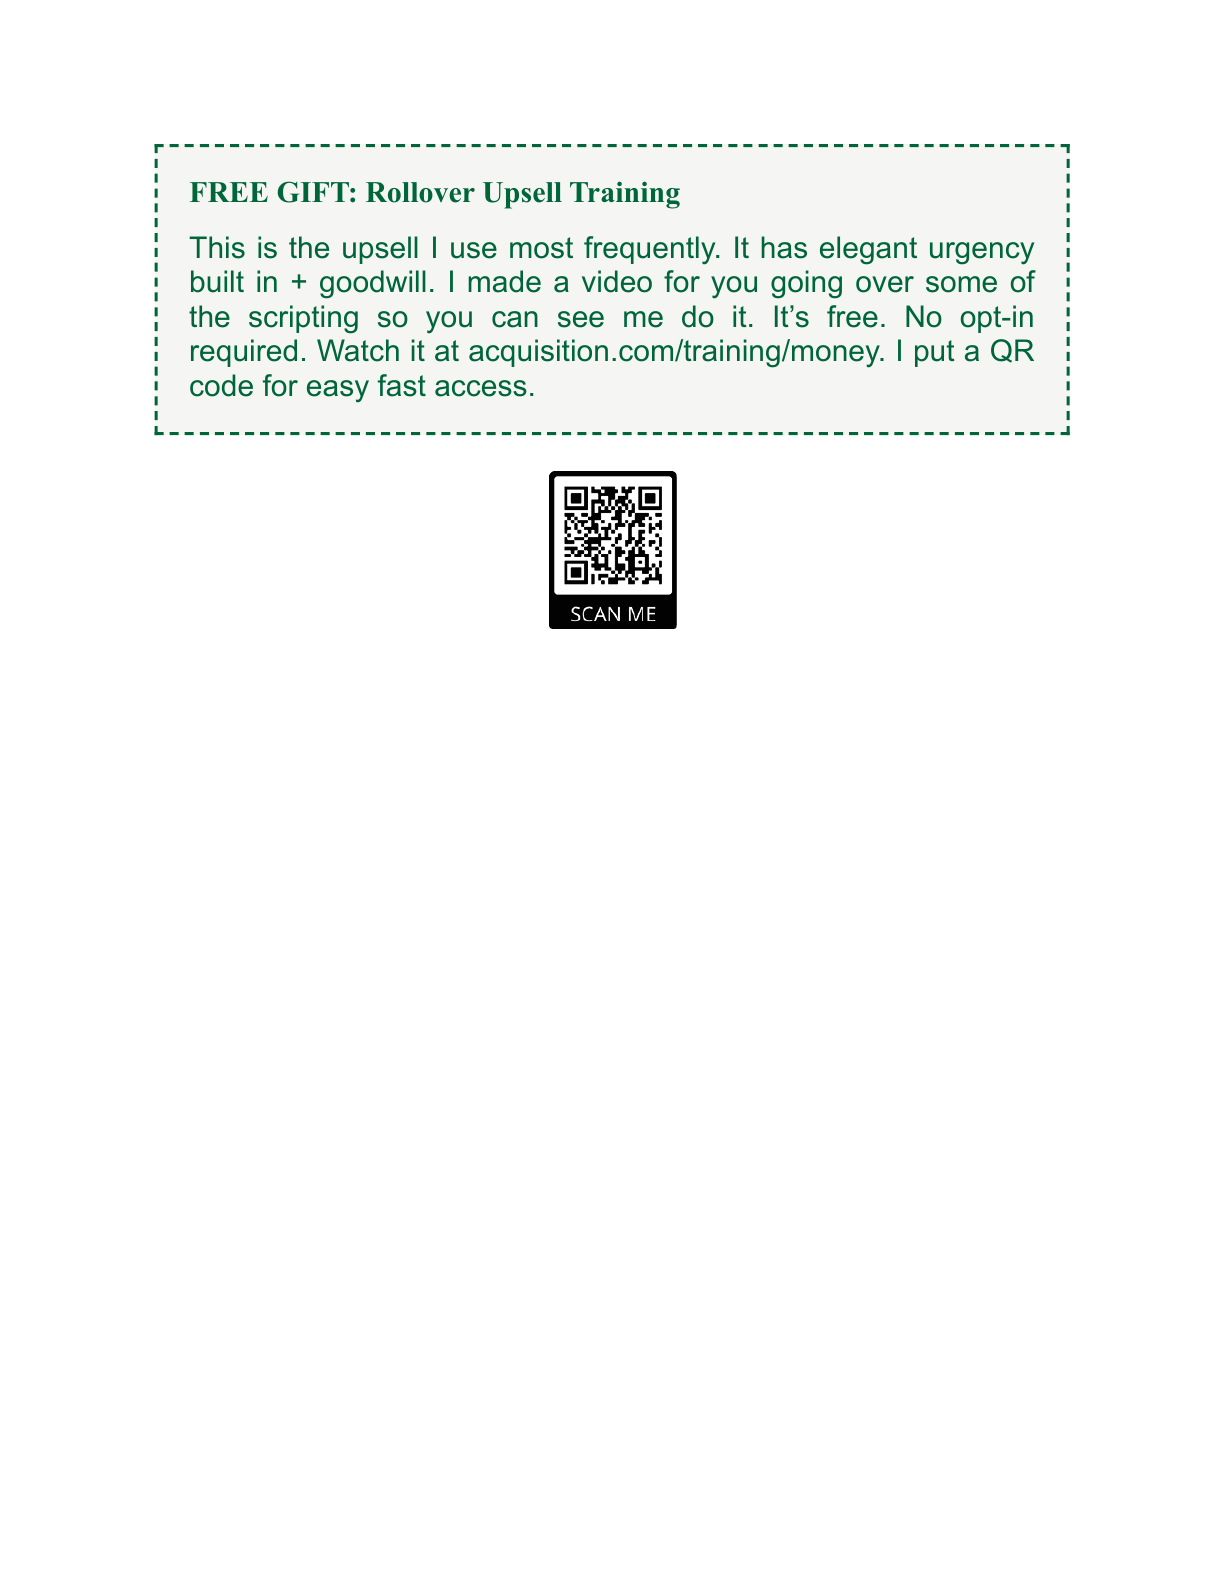 FREE GIFT: Rollover Upsell Training
This is the upsell I use most frequently. It has elegant urgency
built in + goodwill. I made a video for you going over some of
the scripting so you can see me do it. It’s free. No opt-in
required. Watch it at acquisition.com/training/money. I put a QR
code for easy fast access.
SCAN ME